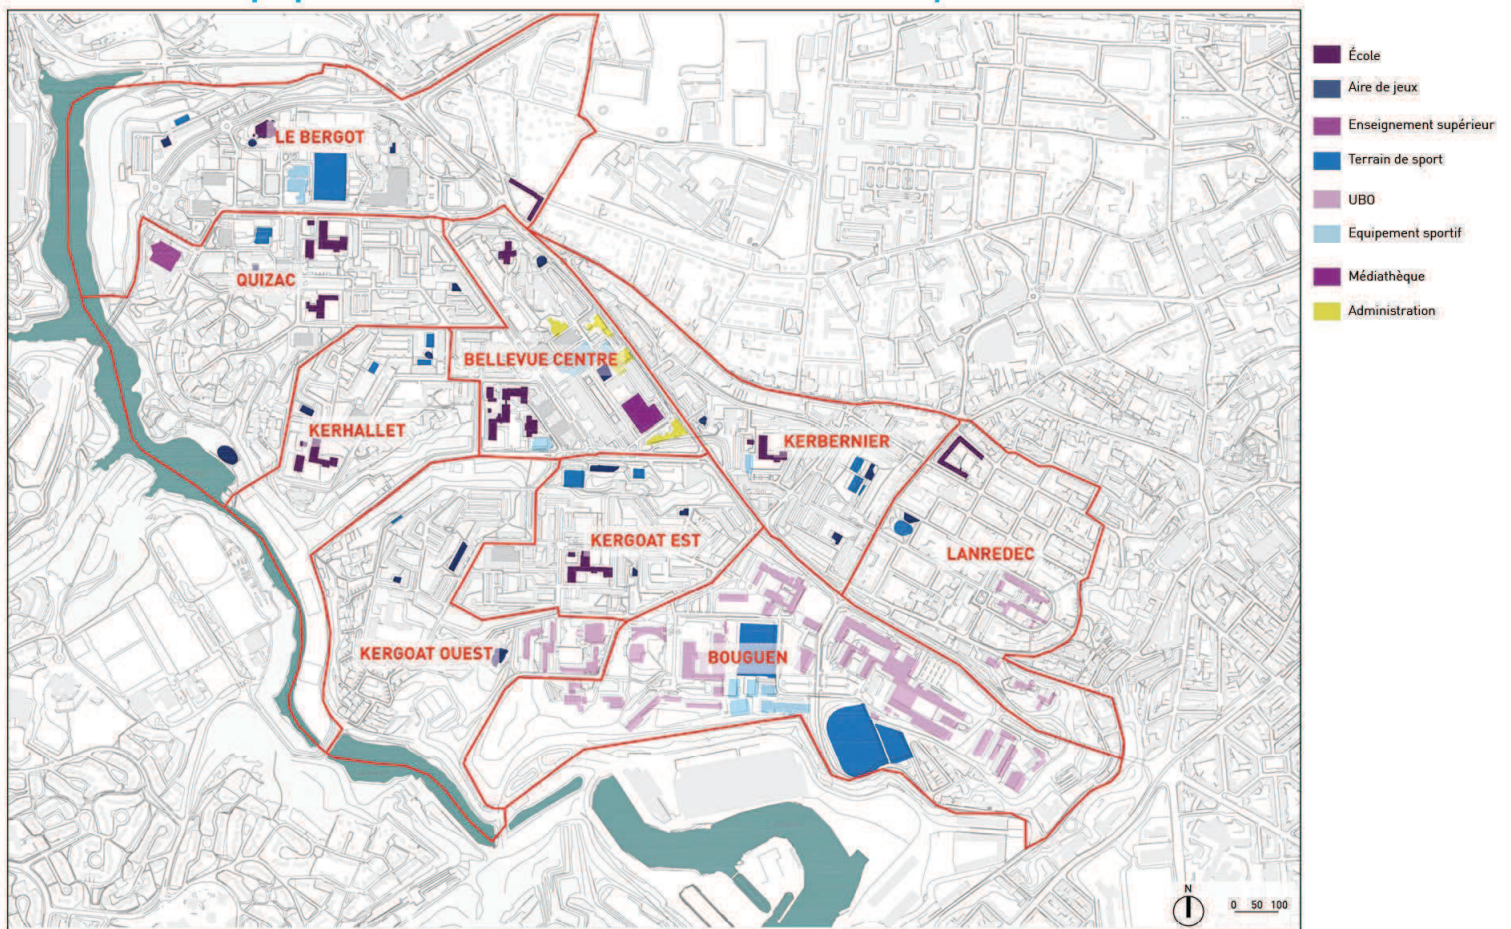 LE BERGOT
QUIZAC
BELLEVUE CENTRE
KERHALLET
KERBERNIER
KERGOAT EST
LANREDEC
KERGOAT OUEST
BOUGUEN
N
0 50 100
École
Aire de jeux
Enseignement supérieur
Terrain de sport
UBO
Equipement sportif
Médiathèque
Administration